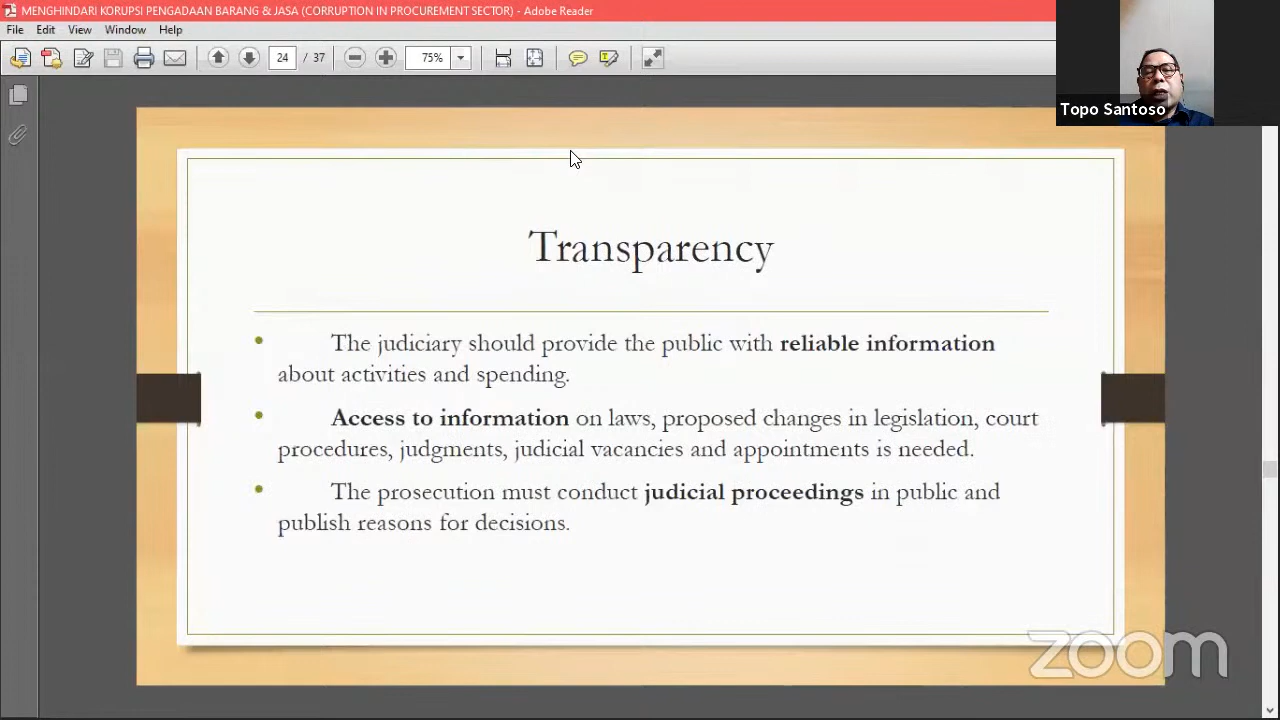 MENGHINDARI KORUPSI PENGADAAN BARANG & JASA (CORRUPTION IN PROCUREMENT SECTOR) - Adobe Reader
File Edit View Window Help
24 / 37 75%
Topo Santoso
Transparency
The judiciary should provide the public with reliable information
about activities and spending.
Access to information on laws, proposed changes in legislation, court
procedures, judgments, judicial vacancies and appointments is needed.
The prosecution must conduct judicial proceedings in public and
publish reasons for decisions.
zoom